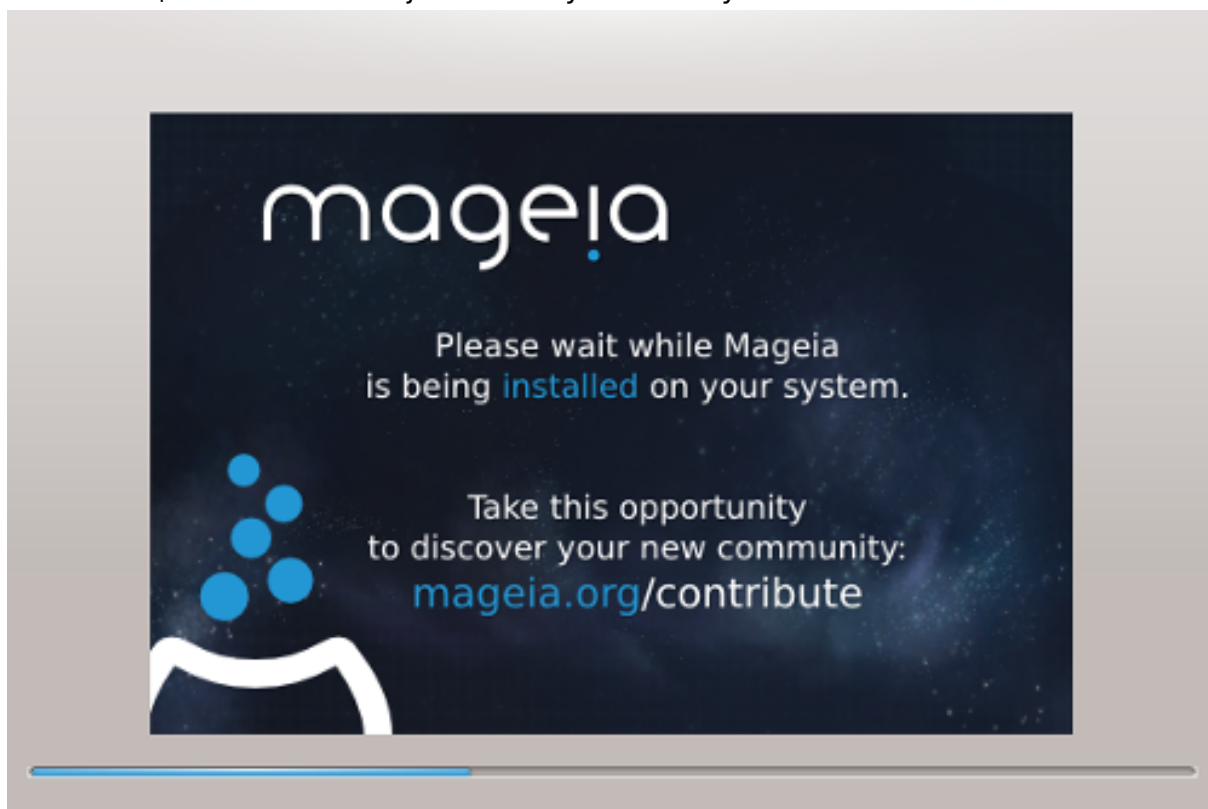 mageia
Please wait while Mageia
is being installed on your system.
Take this opportunity
to discover your new community:
mageia.org/contribute